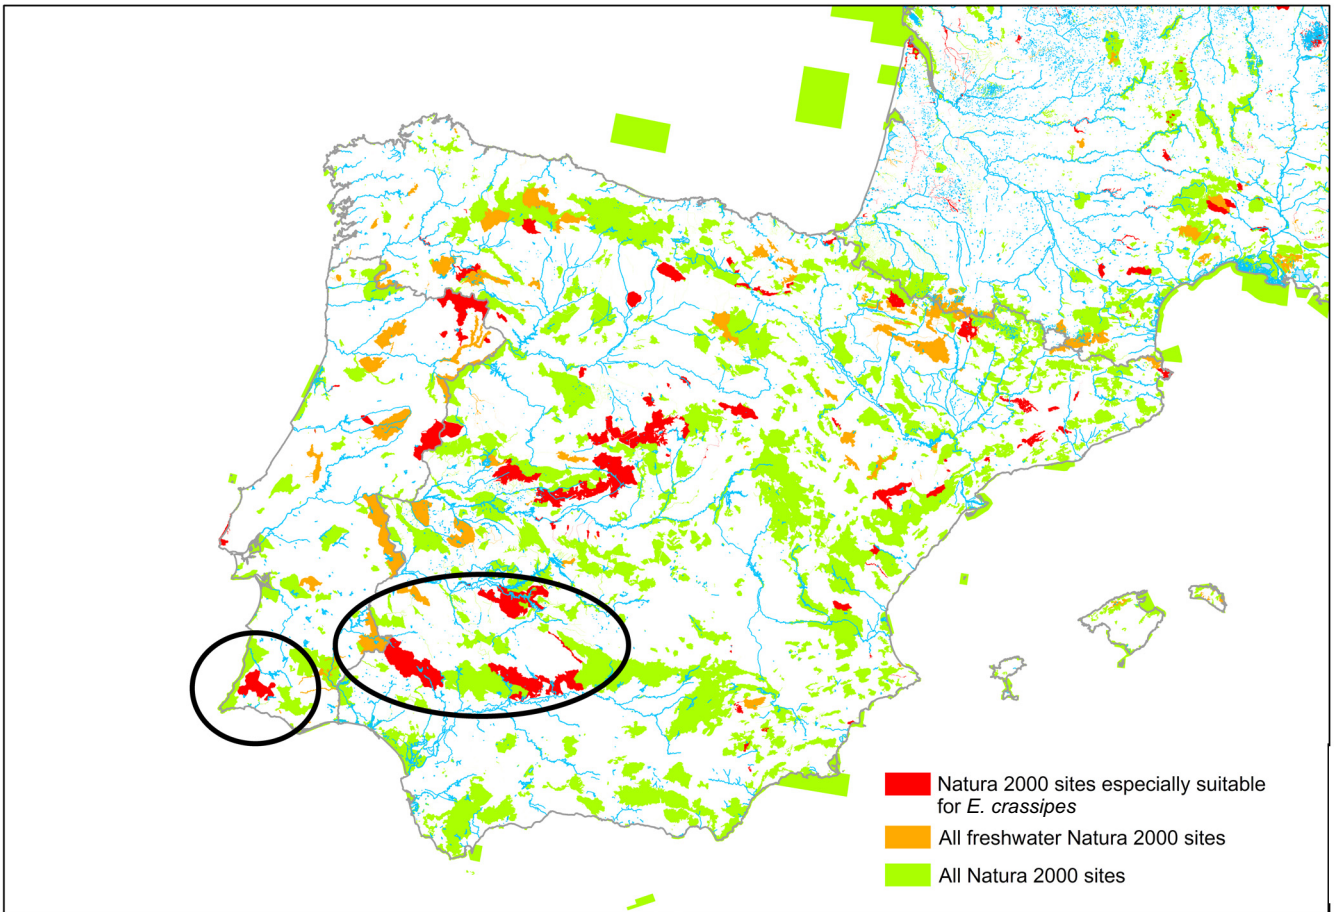 Natura 2000 sites especially suitable
for E. crassipes
All freshwater Natura 2000 sites
All Natura 2000 sites